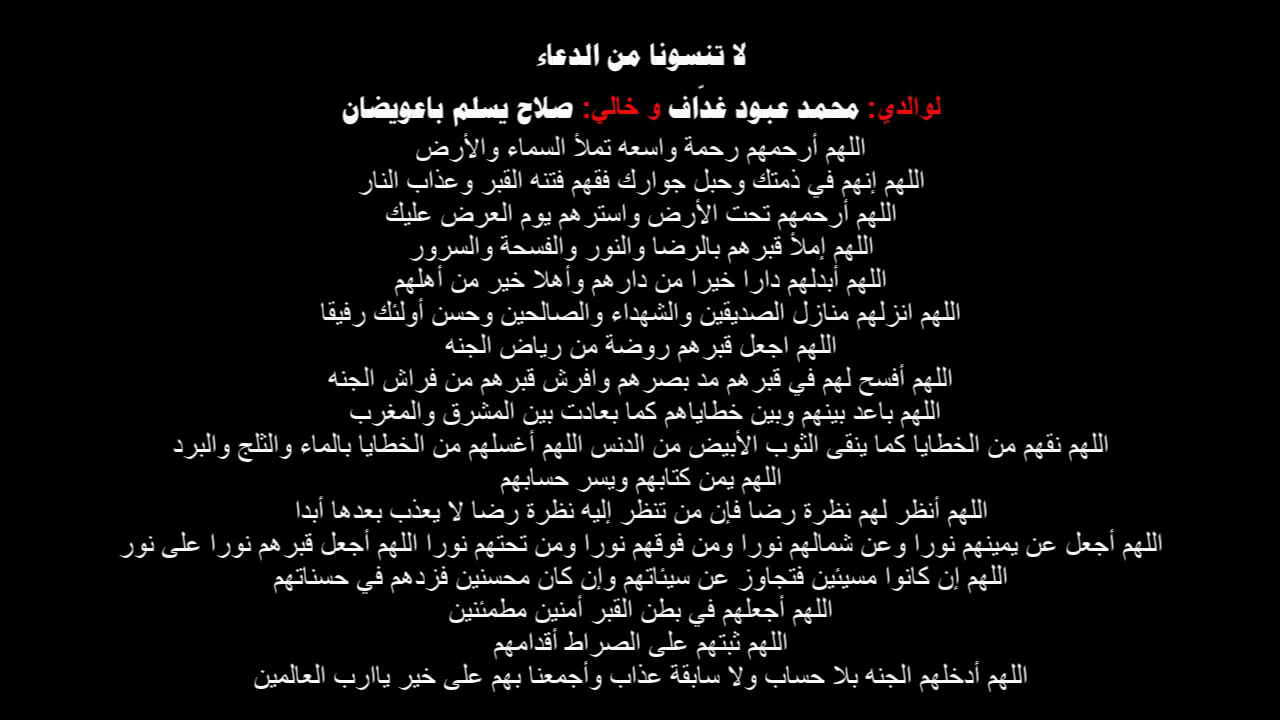 لا تنسونا من الدعاء
لوالدي: محمد عبود غدّاف و خالي: صلاح يسلم باعويضان
اللهم أرحمهم رحمة واسعه تملأ السماء والأرض
اللهم إنهم في ذمتك وحبل جوارك فقهم فتنه القبر وعذاب النار
اللهم أرحمهم تحت الأرض واسترهم يوم العرض عليك
اللهم إملأ قبرهم بالرضا والنور والفسحة والسرور
اللهم أبدلهم دارا خيرا من دارهم وأهلا خير من أهلهم
اللهم انزلهم منازل الصديقين والشهداء والصالحين وحسن أولئك رفيقا
اللهم اجعل قبرهم روضة من رياض الجنه
اللهم أفسح لهم في قبرهم مد بصرهم وافرش قبرهم من فراش الجنه
اللهم باعد بينهم وبين خطاياهم كما بعادت بين المشرق والمغرب
اللهم نقهم من الخطايا كما ينقى الثوب الأبيض من الدنس اللهم أغسلهم من الخطايا بالماء والثلج والبرد
اللهم يمن كتابهم ويسر حسابهم
اللهم أنظر لهم نظرة رضا فإن من تنظر إليه نظرة رضا لا يعذب بعدها أبدا
اللهم أجعل عن يمينهم نورا وعن شمالهم نورا ومن فوقهم نورا ومن تحتهم نورا اللهم أجعل قبرهم نورا على نور
اللهم إن كانوا مسيئين فتجاوز عن سيئاتهم وإن كان محسنين فزدهم في حسناتهم
اللهم أجعلهم في بطن القبر أمنين مطمئنين
اللهم ثبتهم على الصراط أقدامهم
اللهم أدخلهم الجنه بلا حساب ولا سابقة عذاب وأجمعنا بهم على خير ياارب العالمين